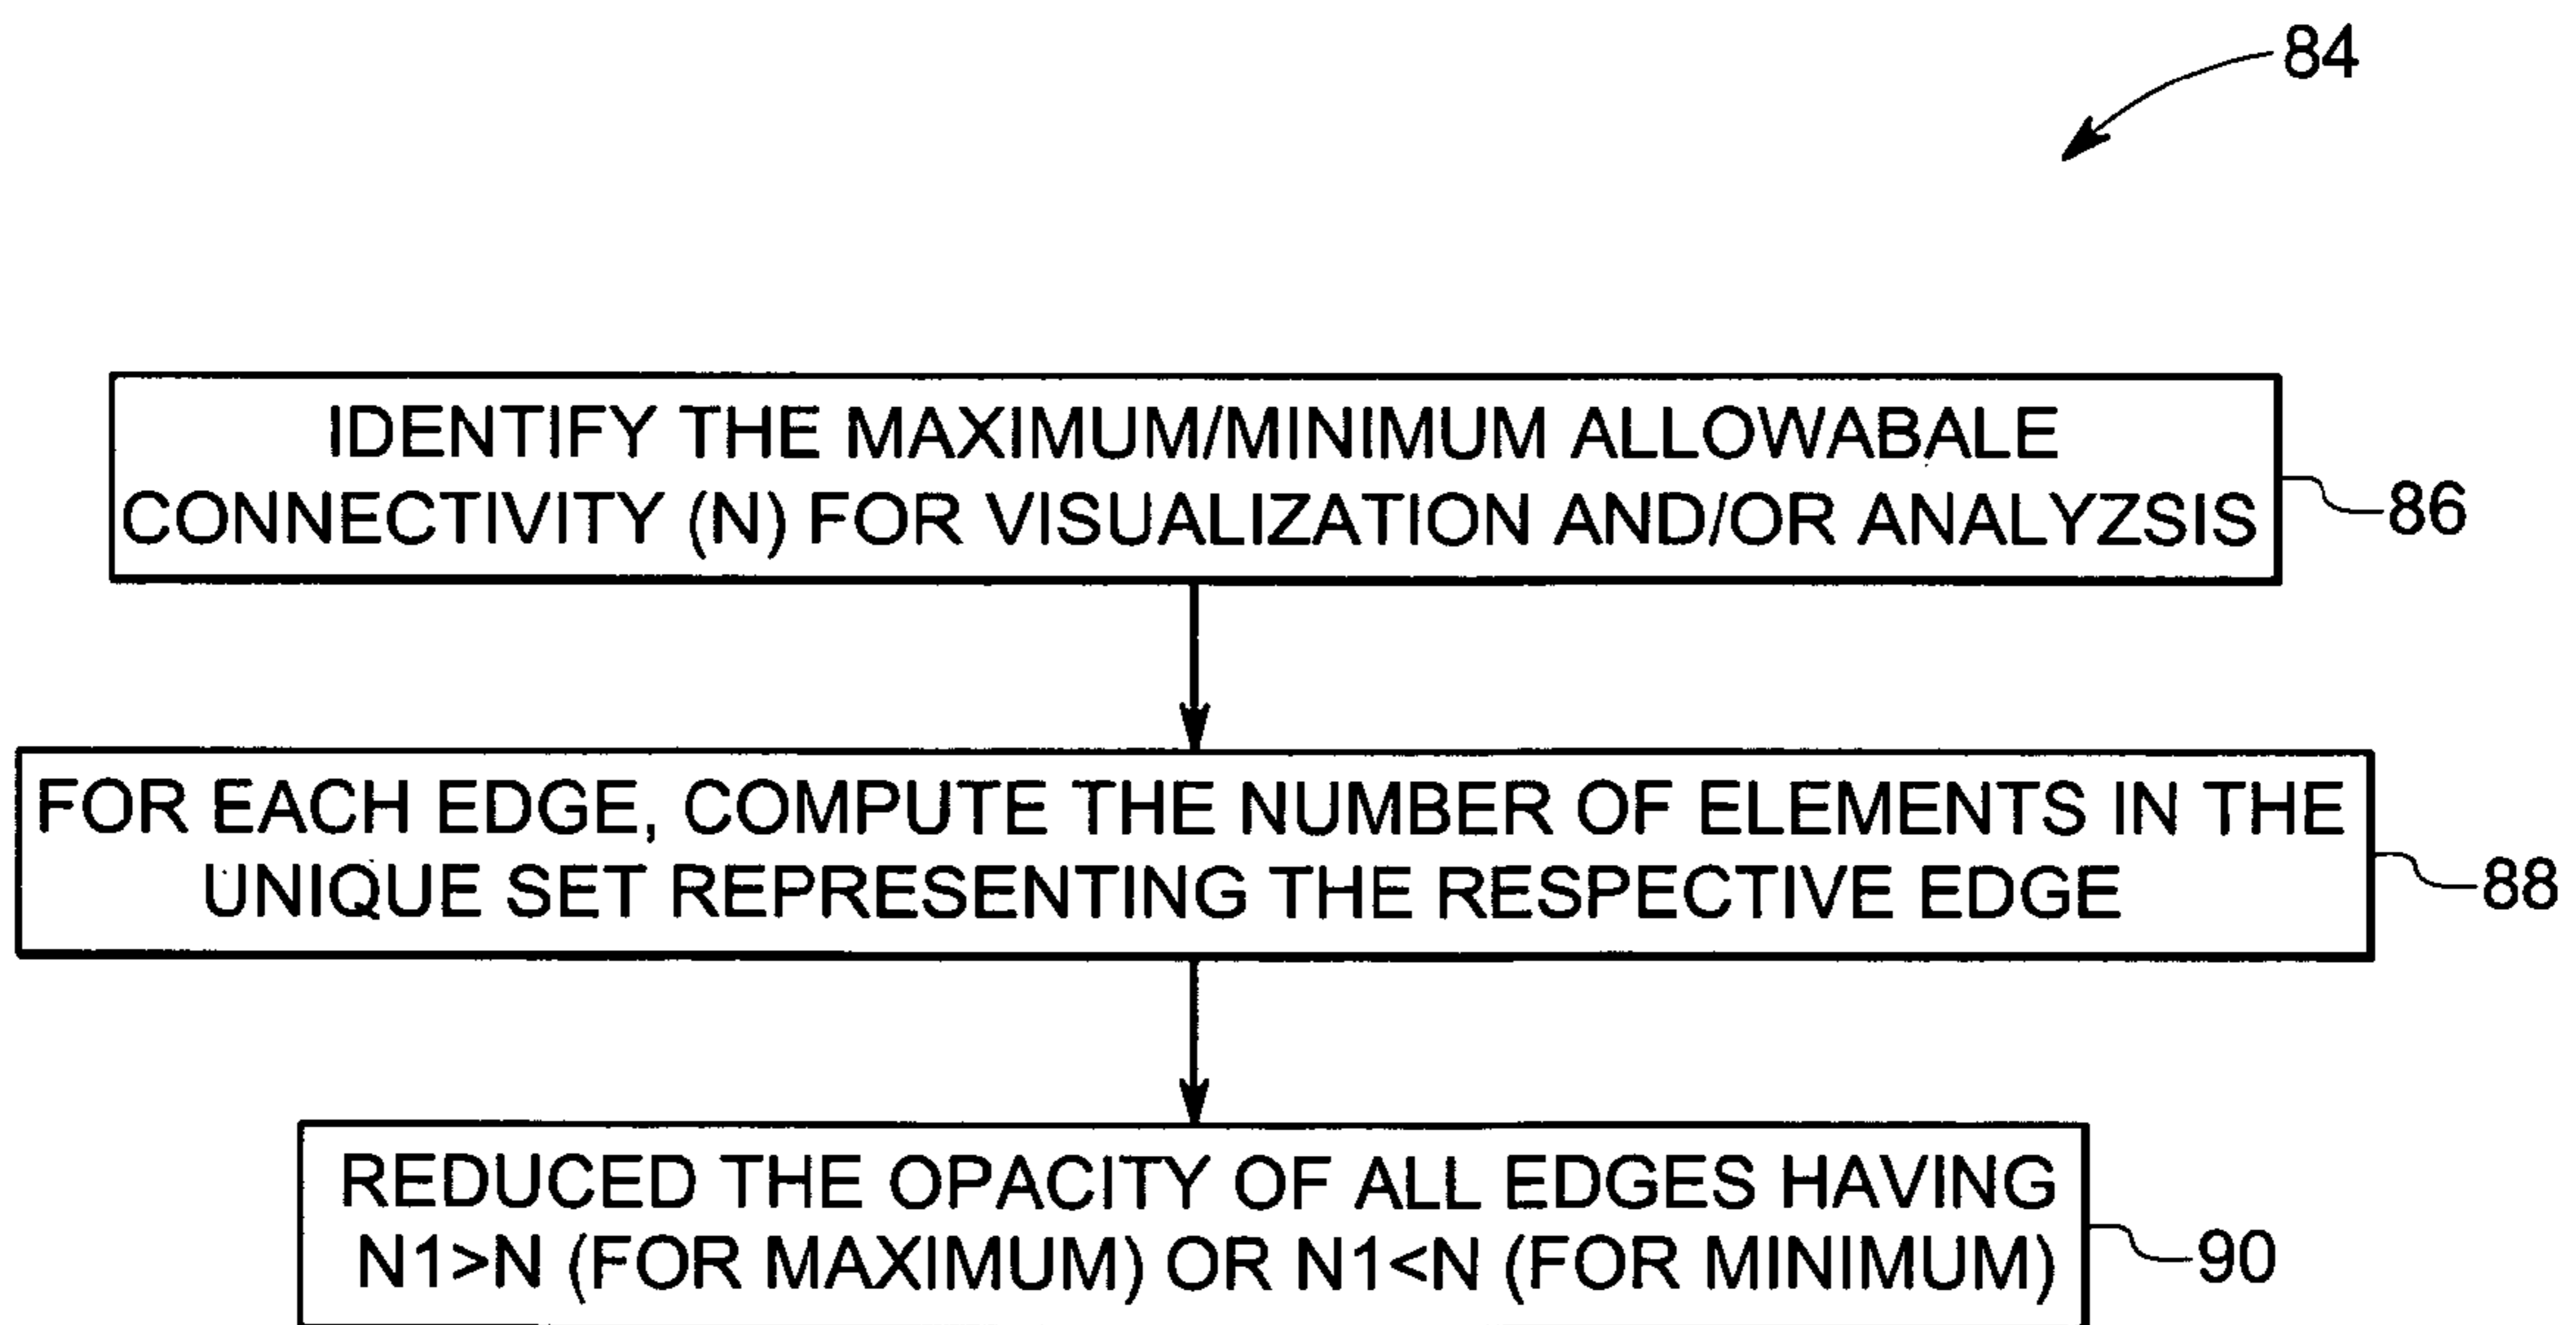 84
IDENTIFY THE MAXIMUM/MINIMUM ALLOWABALE
CONNECTIVITY (N) FOR VISUALIZATION AND/OR ANALYZSIS
86
FOR EACH EDGE, COMPUTE THE NUMBER OF ELEMENTS IN THE
UNIQUE SET REPRESENTING THE RESPECTIVE EDGE
88
REDUCED THE OPACITY OF ALL EDGES HAVING
N1>N (FOR MAXIMUM) OR N1<N (FOR MINIMUM)
90